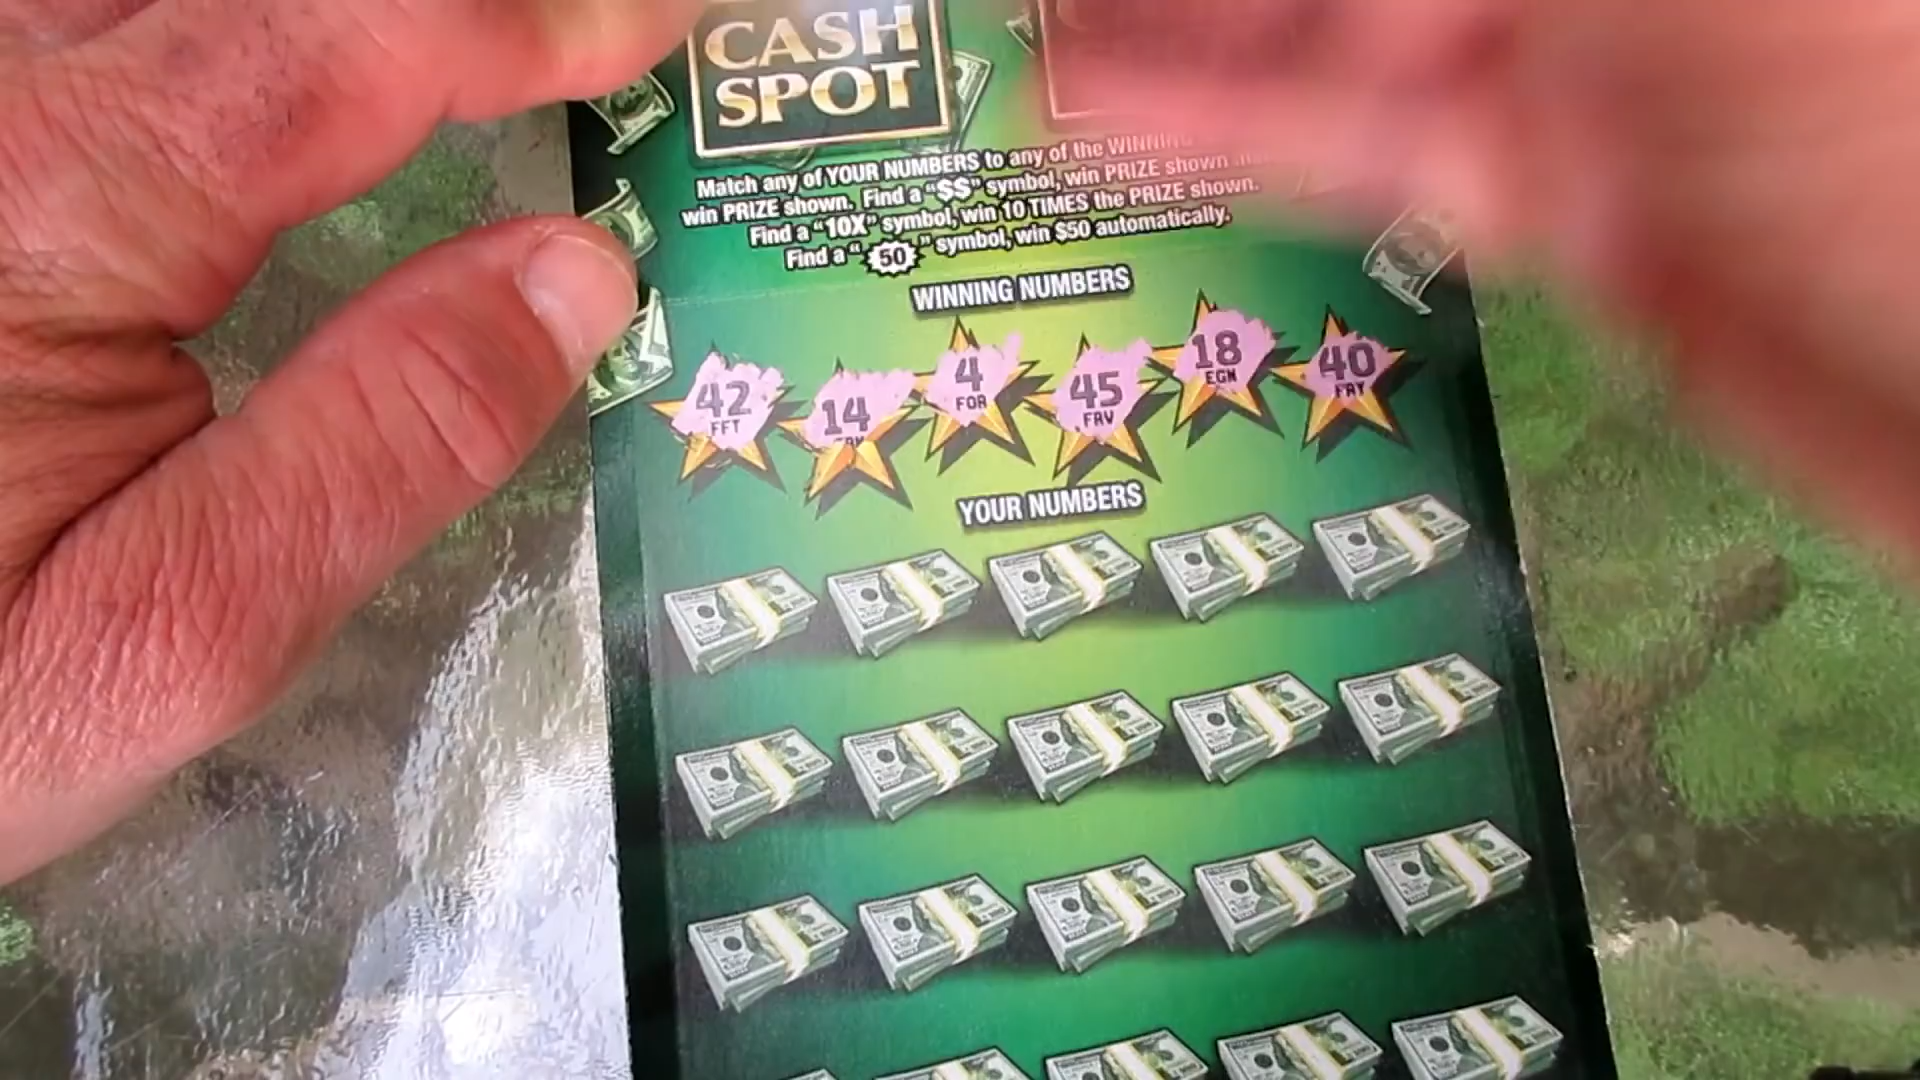 CASH
SPOT
Match any of YOUR NUMBERS to any of the WINNING
win PRIZE shown. Find a "$$" symbol, win PRIZE shown
Find a "10X" symbol, win 10 TIMES the PRIZE shown.
Find a "50" symbol, win $50 automatically.
WINNING NUMBERS
42 14 4 45 18 40
FFT FOR FRV EGN FRY
YOUR NUMBERS